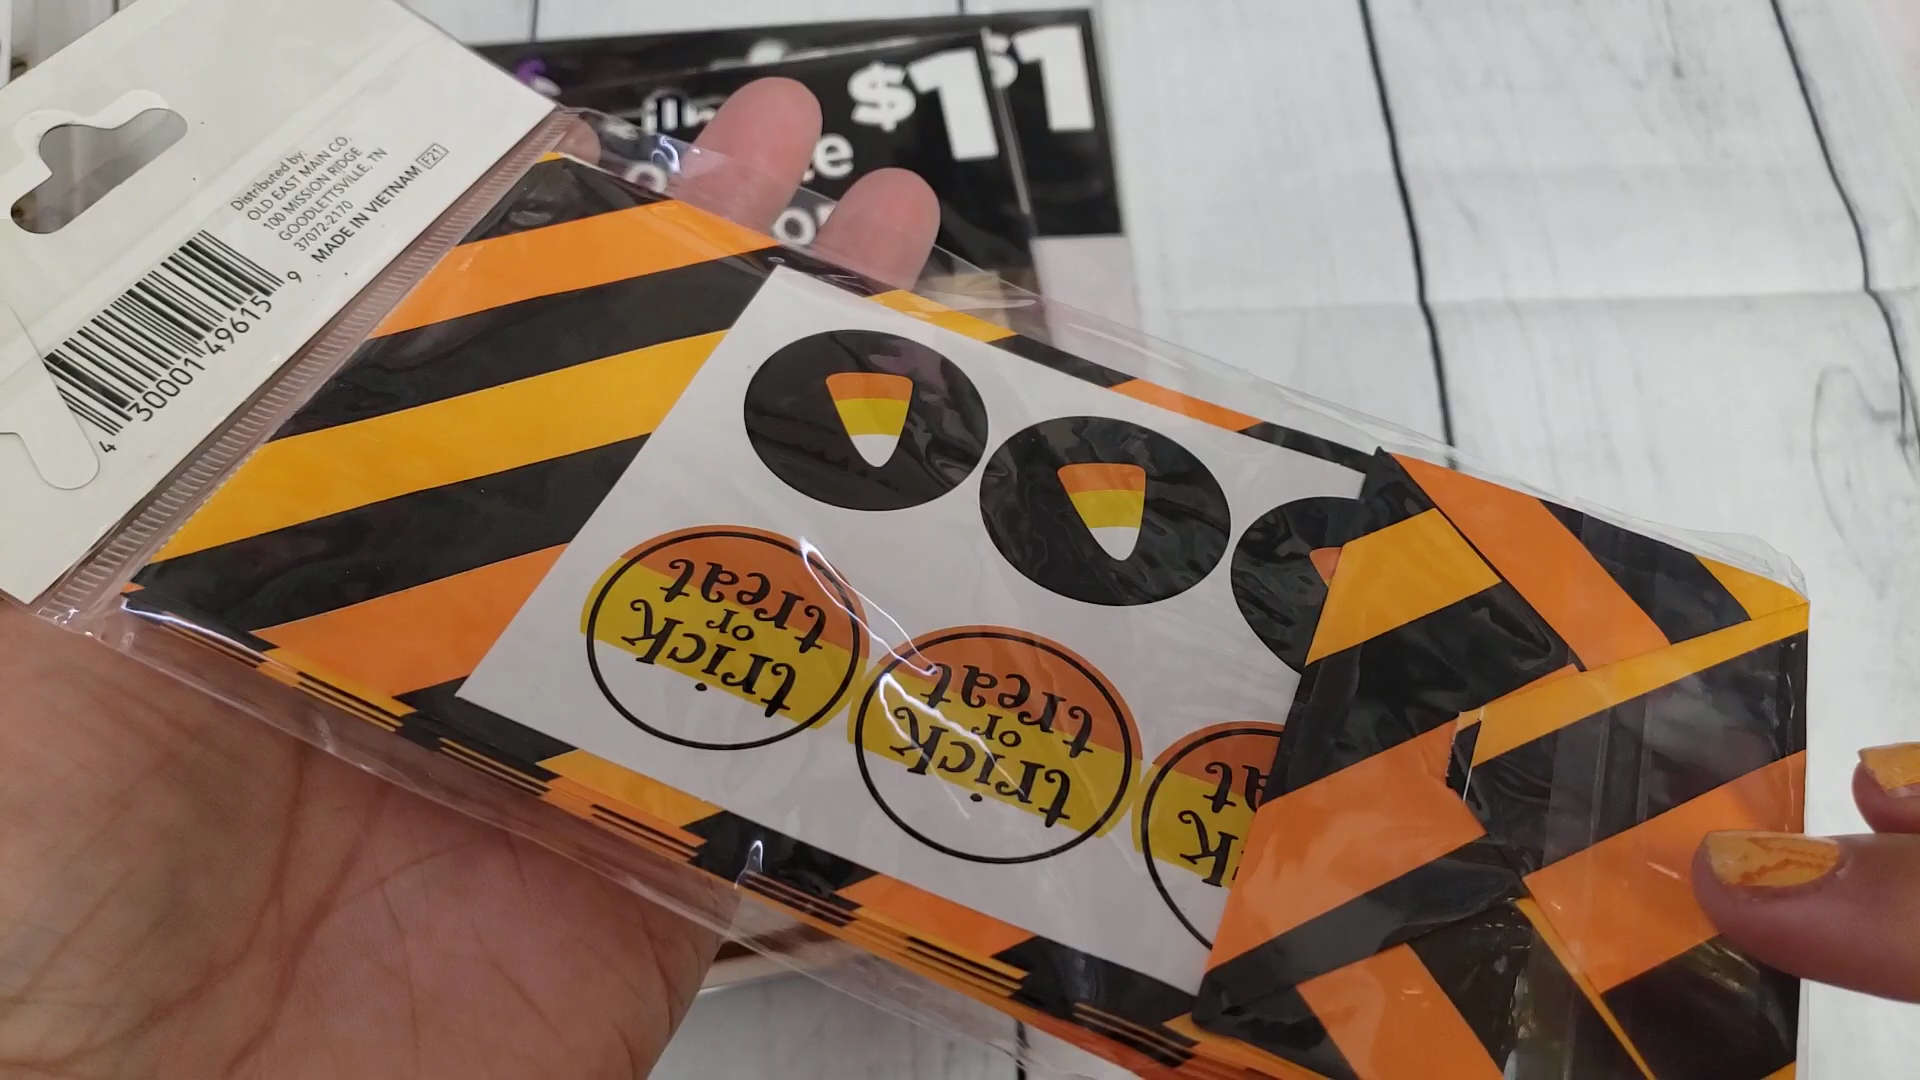 Distributed by:
OLD EAST MAIN CO.
100 MISSION RIDGE
GOODLETTSVILLE, TN
37072-2170
MADE IN VIETNAM F21
4 30001 49615 9
$1
$1
trick
or
treat
trick
or
treat